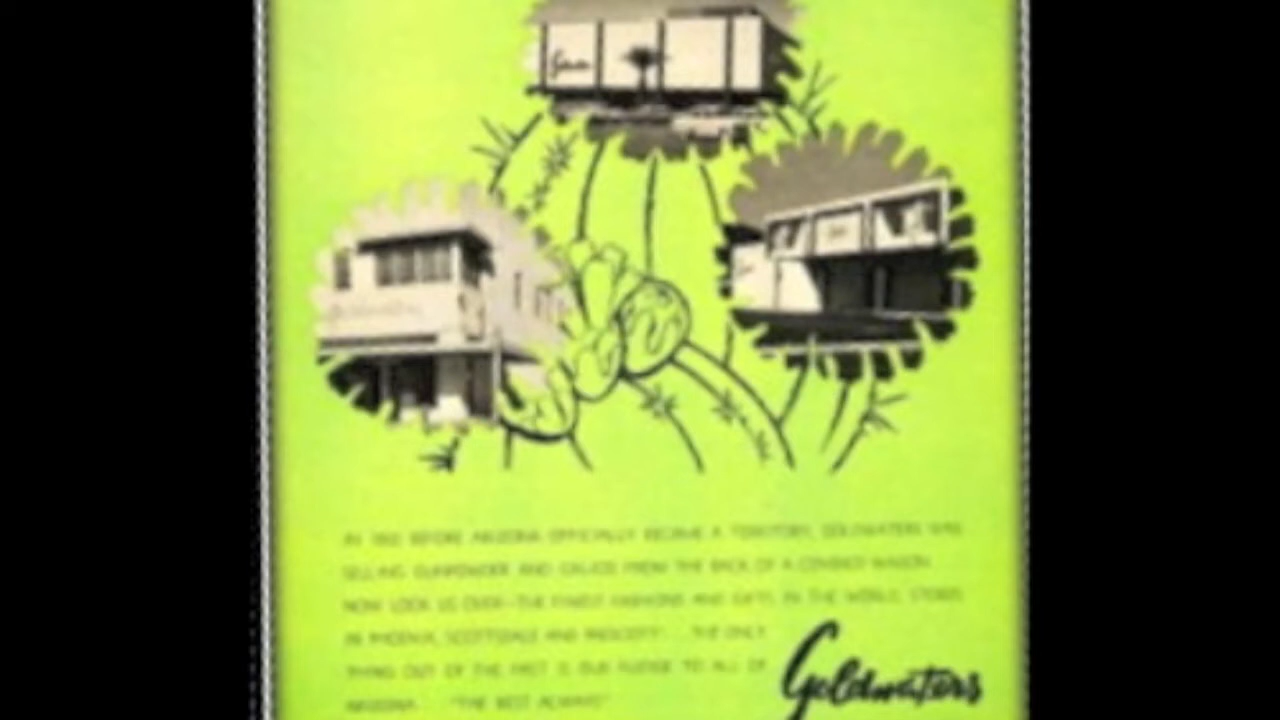 IN BEFORE ARIZONA OFFICIALLY BECAME A TERRITORY, GOLDWATERS WAS
SELLING GUNPOWDER AND CALICO FROM THE BACK OF A COVERED WAGON.
NOW LOOK US OVER—THE FINEST FASHIONS AND GIFTS IN THE WORLD, STORES
IN PHOENIX, SCOTTSDALE AND PRESCOTT . . . THE ONLY
THING OUT OF THE PAST IS OUR PLEDGE TO ALL OF
ARIZONA . . . "THE BEST ALWAYS"
Goldwaters